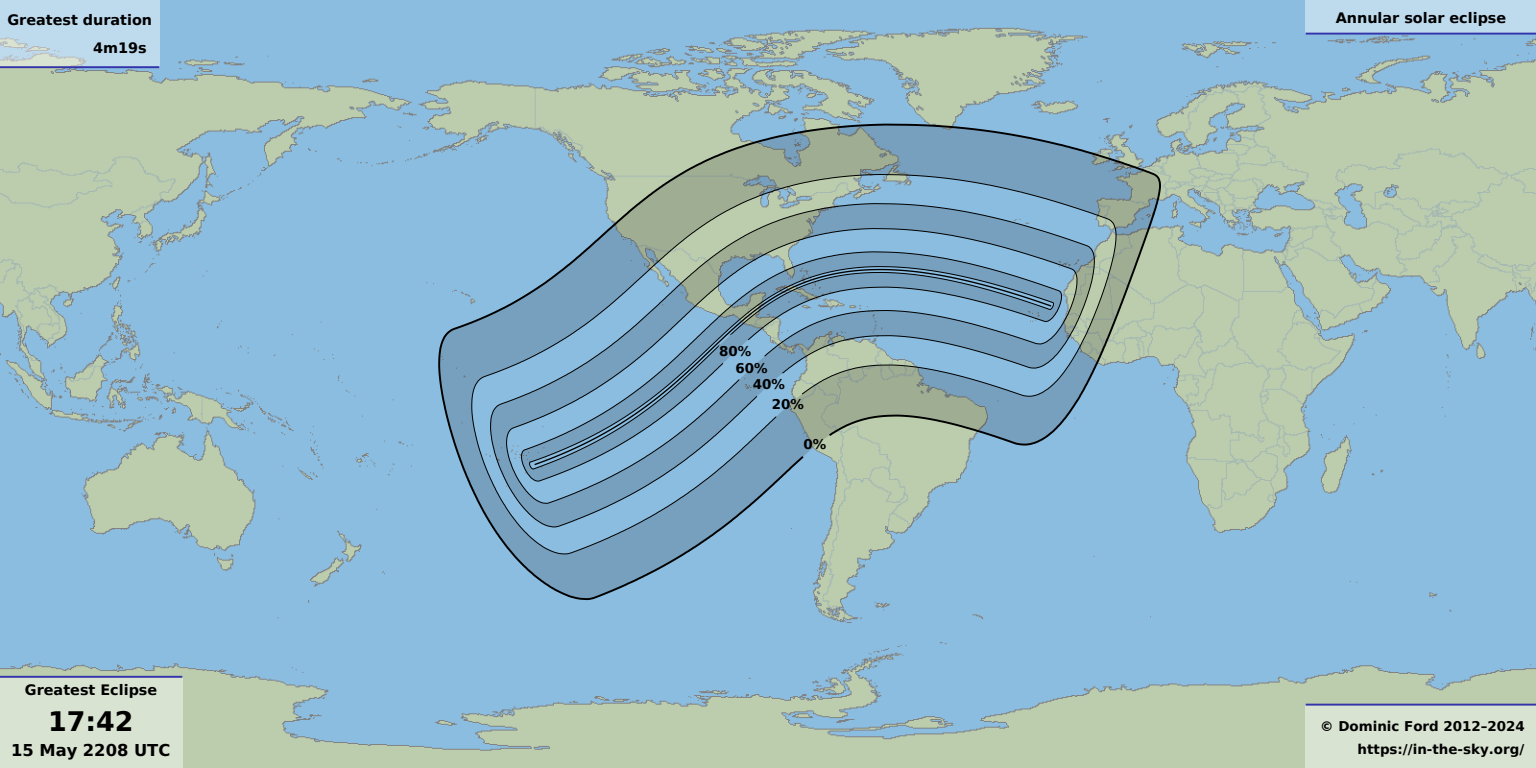 Greatest duration
4m19s
Annular solar eclipse
80%
60%
40%
20%
0%
Greatest Eclipse
17:42
15 May 2208 UTC
© Dominic Ford 2012–2024
https://in-the-sky.org/